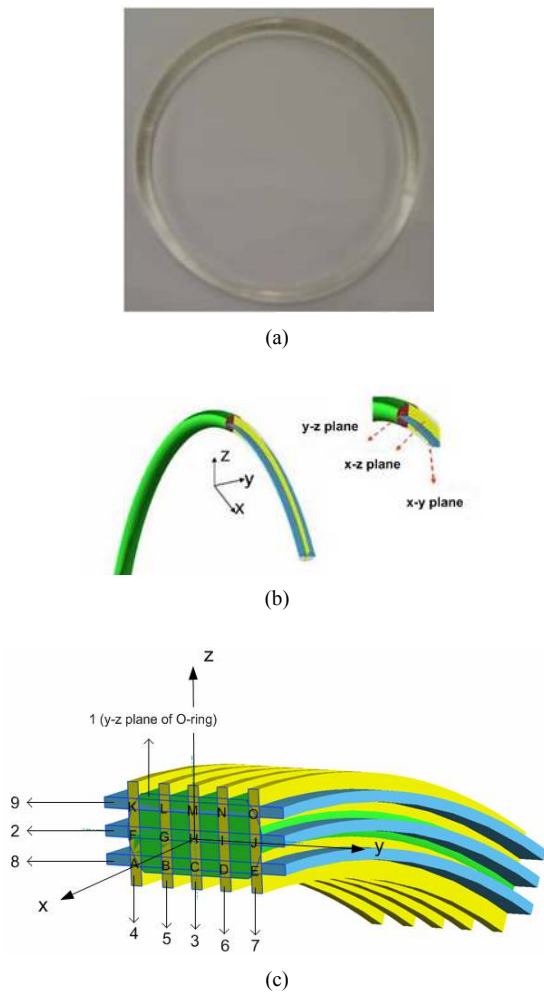 (a)
y-z plane
x-z plane
x-y plane
z
y
x
(b)
z
1 (y-z plane of O-ring)
9
K L M N O
2
F G H I J
y
8
A B C D E
x
4 5 3 6 7
(c)